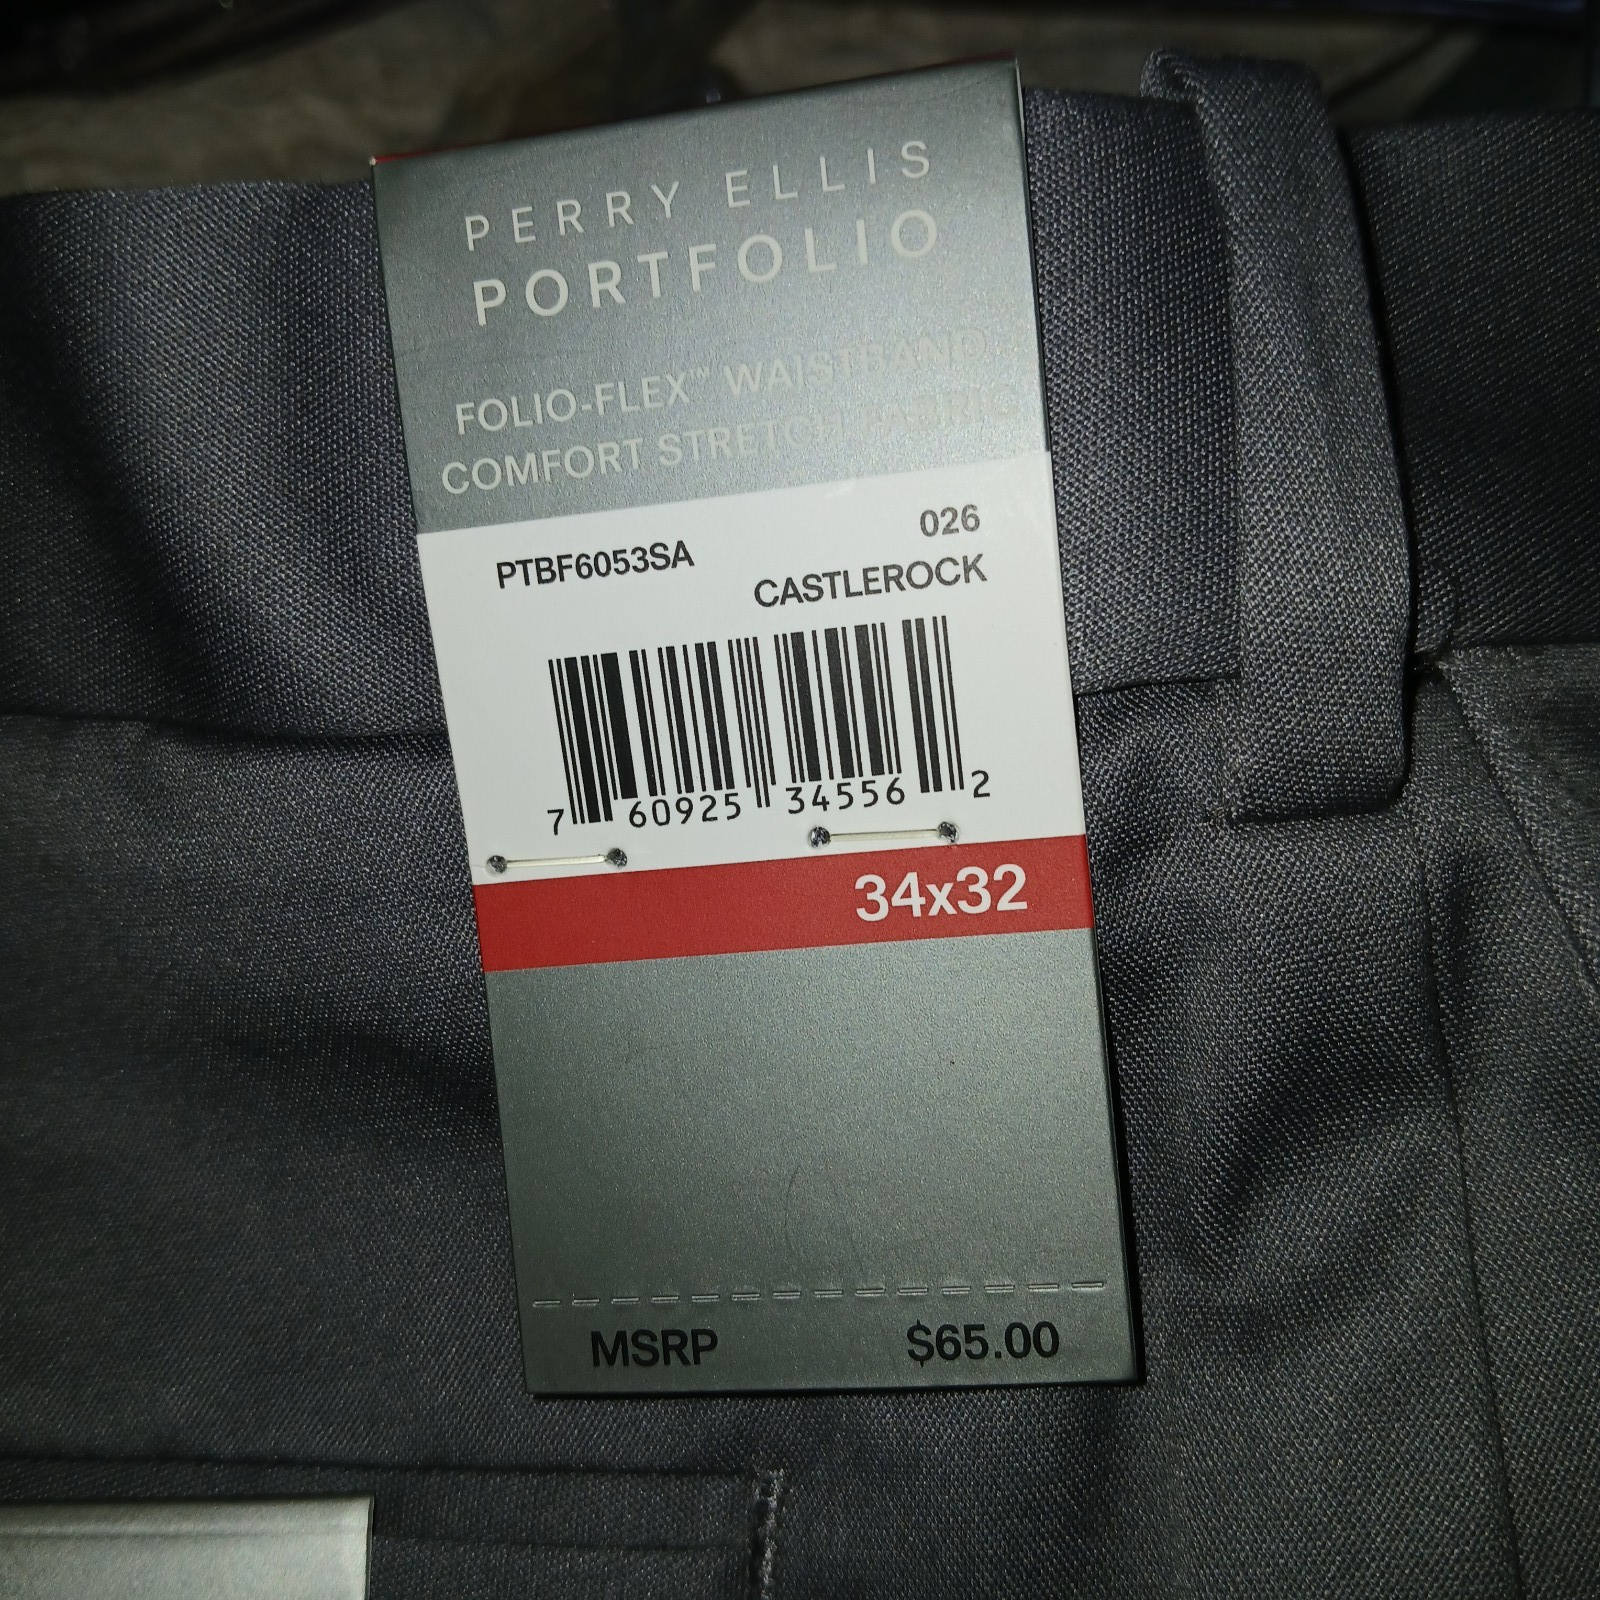 PERRY ELLIS
PORTFOLIO
FOLIO-FLEX™ WAISTBAND
COMFORT STRETCH FABRIC
026
PTBF6053SA
CASTLEROCK
7 60925 34556 2
34x32
MSRP $65.00